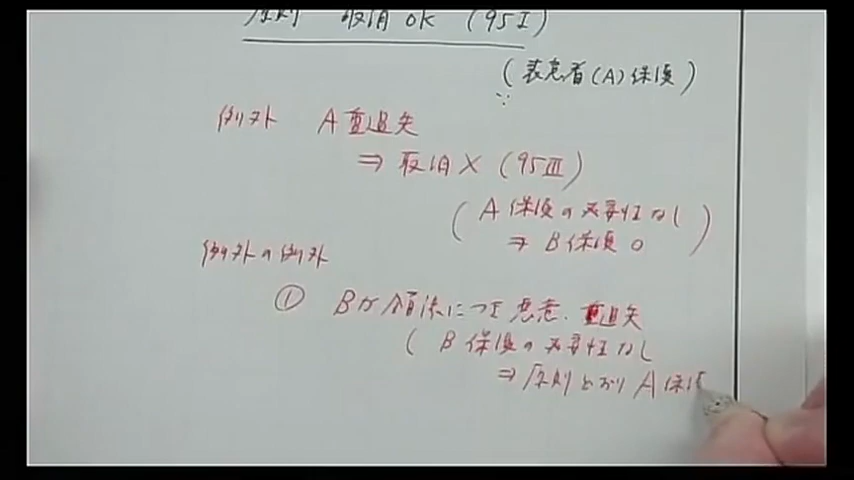 原則 取消 OK (95Ⅰ)
(表意者(A)保護)
∵
例外 A重過失
⇒ 取消× (95Ⅲ)
(A保護の必要性なし
⇒ B保護○)
例外の例外
① Bが錯誤につき悪意・重過失
(B保護の必要性なし
⇒ 原則どおりA保護